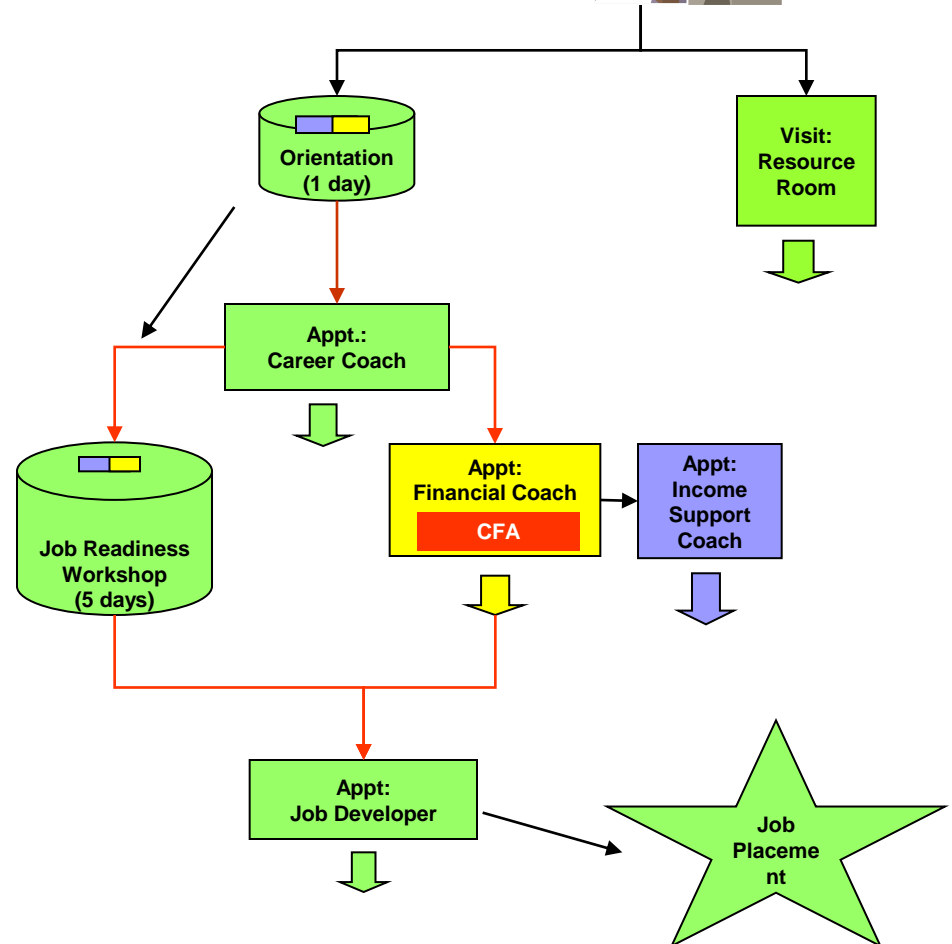 Orientation
(1 day)
Visit:
Resource
Room
Appt.:
Career Coach
Appt:
Financial Coach
CFA
Appt:
Income
Support
Coach
Job Readiness
Workshop
(5 days)
Appt:
Job Developer
Job
Placeme
nt